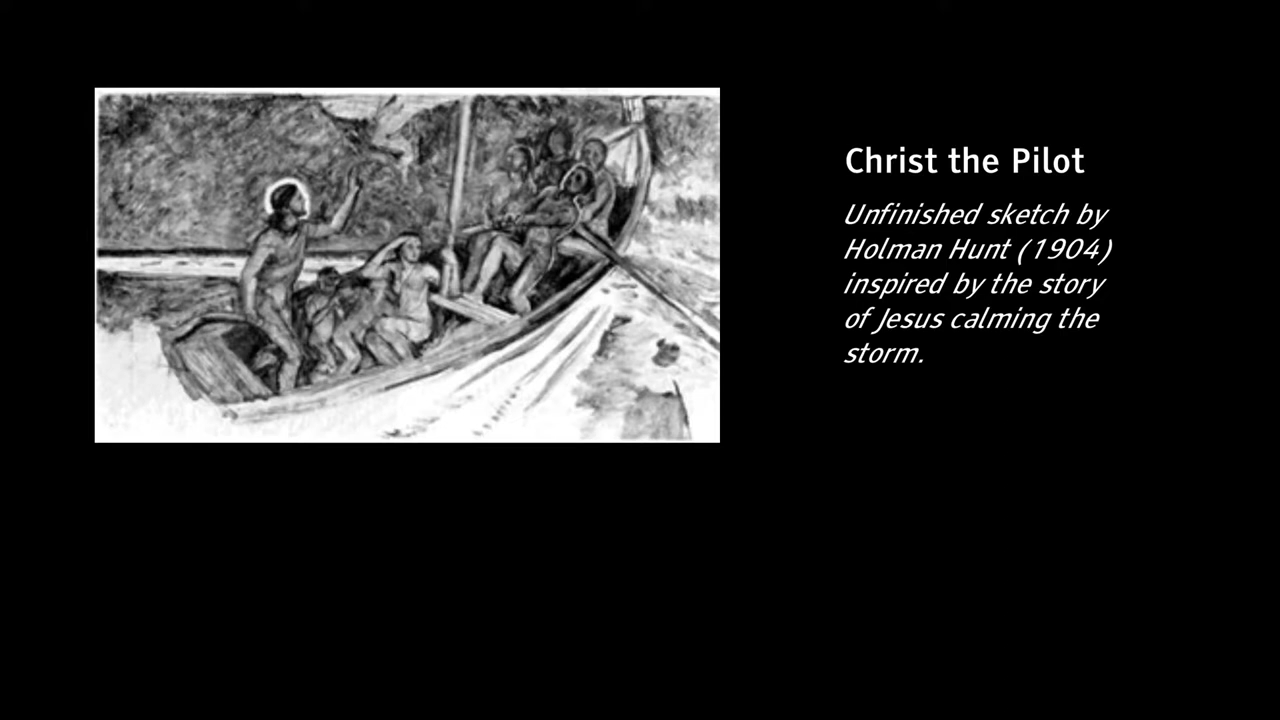 Christ the Pilot
Unfinished sketch by
Holman Hunt (1904)
inspired by the story
of Jesus calming the
storm.